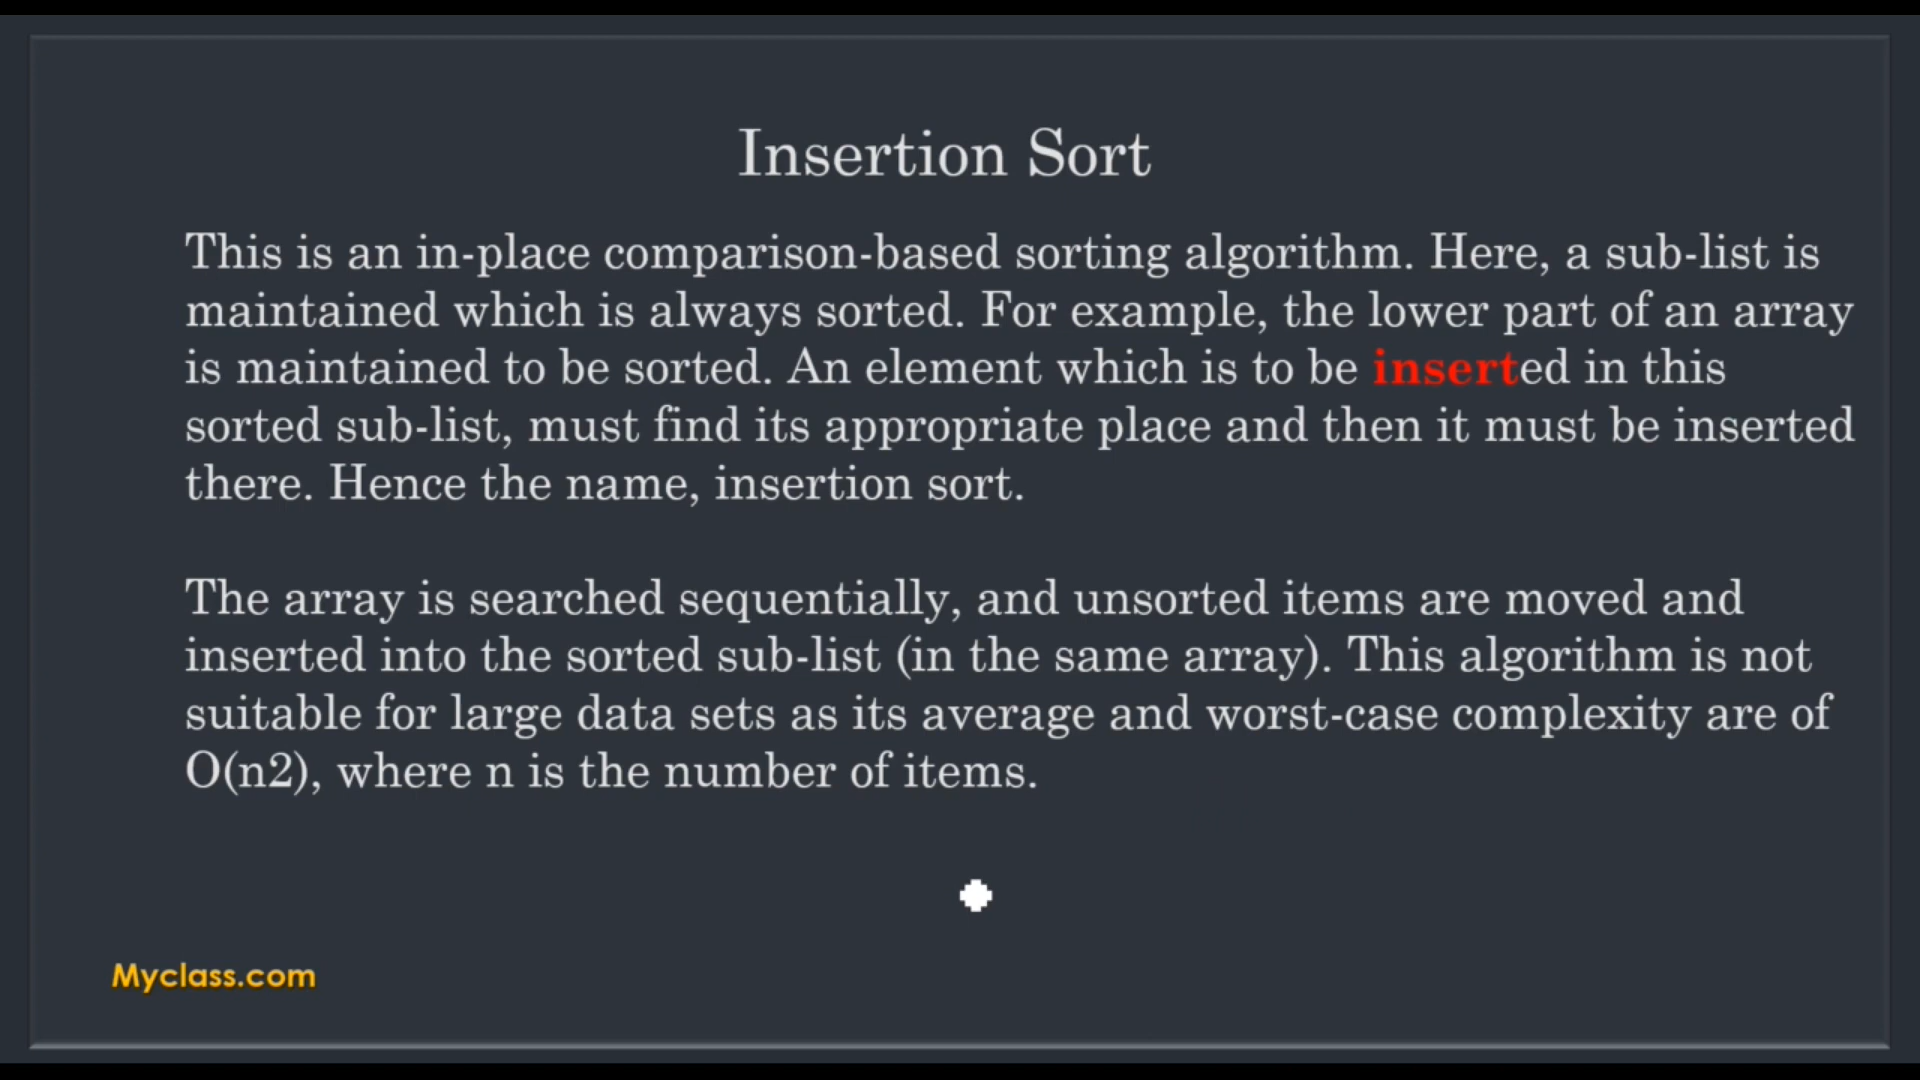 Insertion Sort
This is an in-place comparison-based sorting algorithm. Here, a sub-list is
maintained which is always sorted. For example, the lower part of an array
is maintained to be sorted. An element which is to be inserted in this
sorted sub-list, must find its appropriate place and then it must be inserted
there. Hence the name, insertion sort.
The array is searched sequentially, and unsorted items are moved and
inserted into the sorted sub-list (in the same array). This algorithm is not
suitable for large data sets as its average and worst-case complexity are of
O(n2), where n is the number of items.
Myclass.com